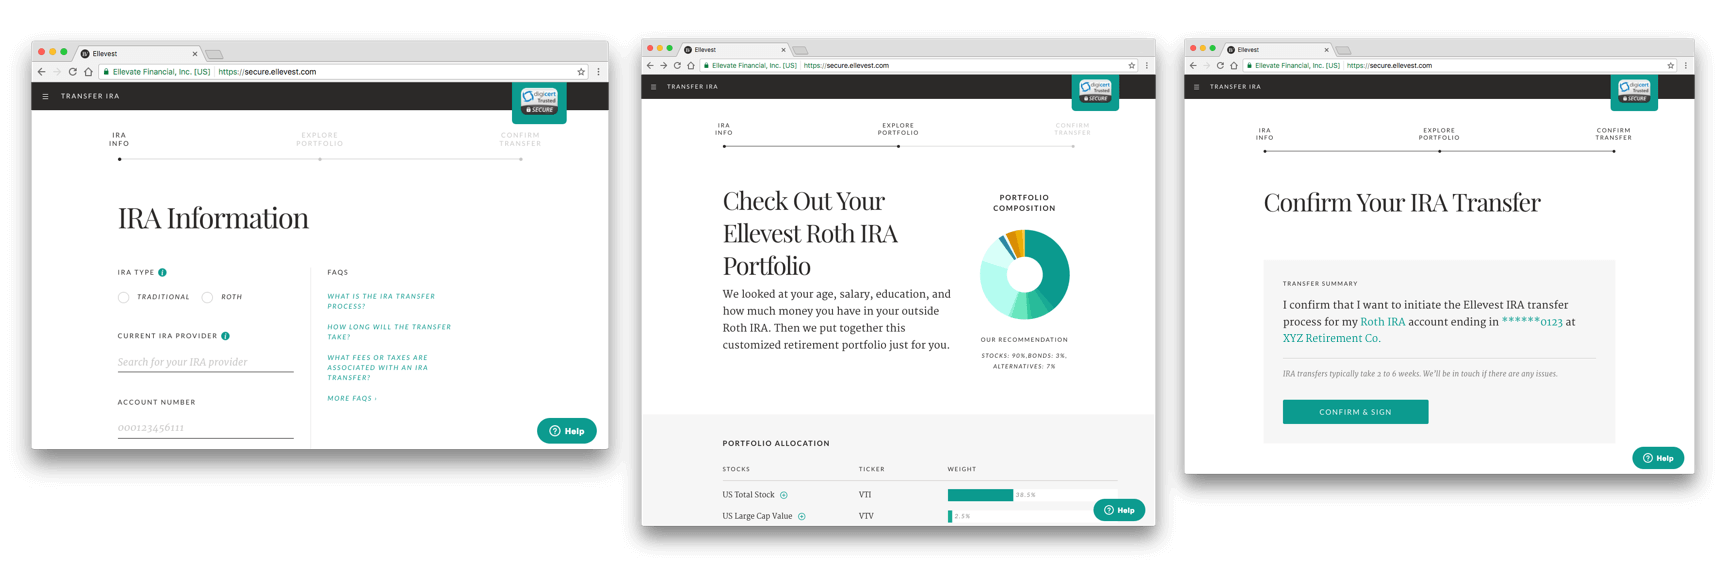 Ellevest
Ellevate Financial, Inc. [US] https://secure.ellevest.com
TRANSFER IRA
digicert
Trusted
SECURE
IRA
INFO
EXPLORE
PORTFOLIO
CONFIRM
TRANSFER
IRA Information
IRA TYPE
TRADITIONAL ROTH
CURRENT IRA PROVIDER
Search for your IRA provider
ACCOUNT NUMBER
000123456111
FAQS
WHAT IS THE IRA TRANSFER
PROCESS?
HOW LONG WILL THE TRANSFER
TAKE?
WHAT FEES OR TAXES ARE
ASSOCIATED WITH AN IRA
TRANSFER?
MORE FAQS ›
Help
Ellevest
Ellevate Financial, Inc. [US] https://secure.ellevest.com
TRANSFER IRA
digicert
Trusted
SECURE
IRA
INFO
EXPLORE
PORTFOLIO
CONFIRM
TRANSFER
Check Out Your
Ellevest Roth IRA
Portfolio
We looked at your age, salary, education, and
how much money you have in your outside
Roth IRA. Then we put together this
customized retirement portfolio just for you.
PORTFOLIO
COMPOSITION
OUR RECOMMENDATION
STOCKS: 90%,BONDS: 3%,
ALTERNATIVES: 7%
PORTFOLIO ALLOCATION
STOCKS TICKER WEIGHT
US Total Stock VTI 38.5%
US Large Cap Value VTV 2.5%
Help
Ellevest
Ellevate Financial, Inc. [US] https://secure.ellevest.com
TRANSFER IRA
digicert
Trusted
SECURE
IRA
INFO
EXPLORE
PORTFOLIO
CONFIRM
TRANSFER
Confirm Your IRA Transfer
TRANSFER SUMMARY
I confirm that I want to initiate the Ellevest IRA transfer
process for my Roth IRA account ending in ******0123 at
XYZ Retirement Co.
IRA transfers typically take 2 to 6 weeks. We'll be in touch if there are any issues.
CONFIRM & SIGN
Help